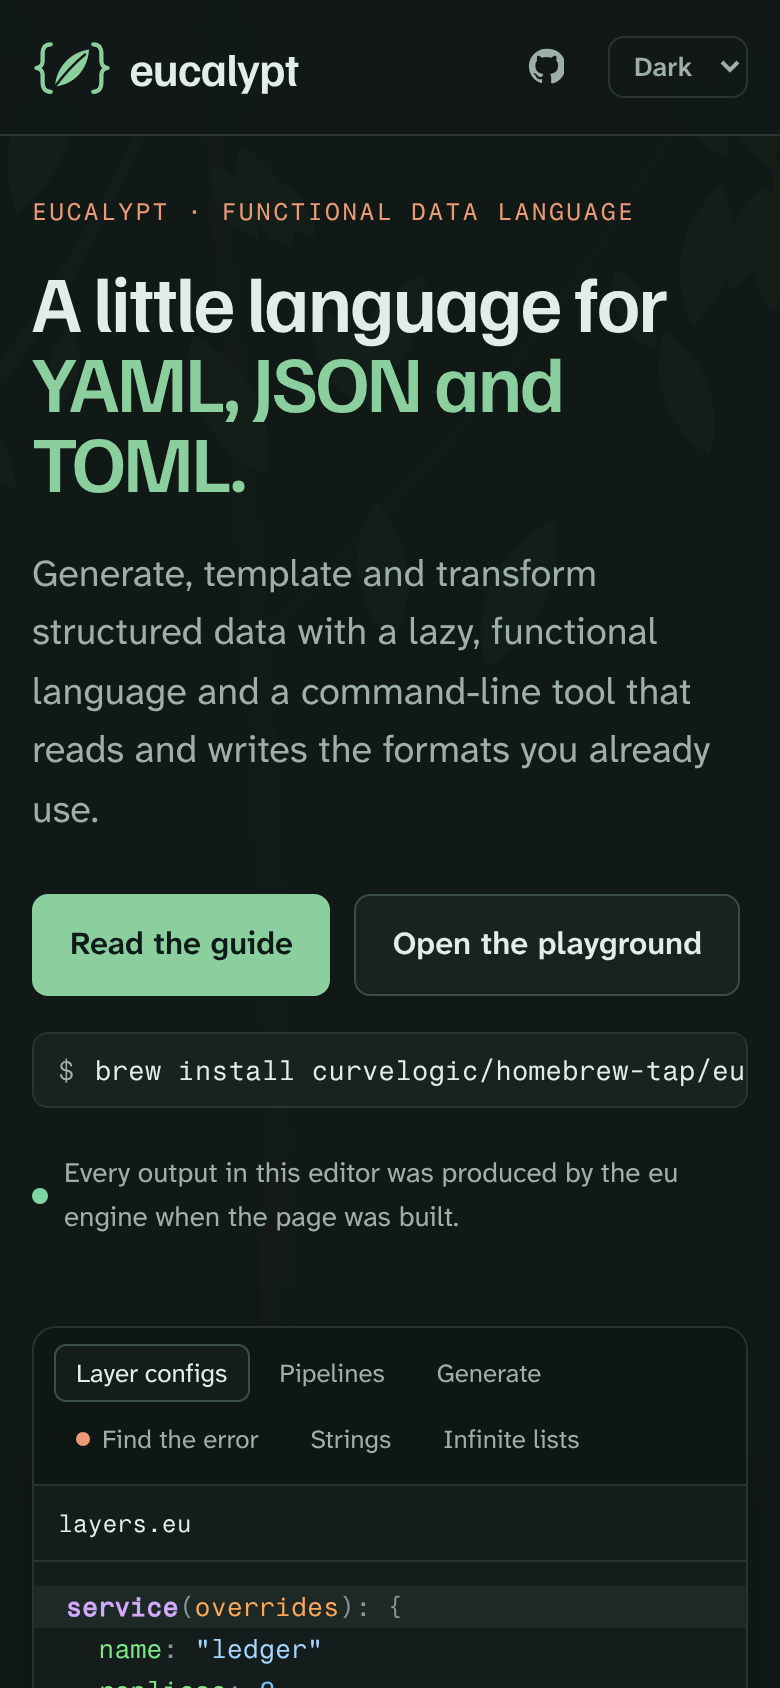 eucalypt
Dark
EUCALYPT · FUNCTIONAL DATA LANGUAGE
A little language for
YAML, JSON and
TOML.
Generate, template and transform
structured data with a lazy, functional
language and a command-line tool that
reads and writes the formats you already
use.
Read the guide
Open the playground
$ brew install curvelogic/homebrew-tap/eu
Every output in this editor was produced by the eu
engine when the page was built.
Layer configs
Pipelines
Generate
Find the error
Strings
Infinite lists
layers.eu
service(overrides): {
name: "ledger"